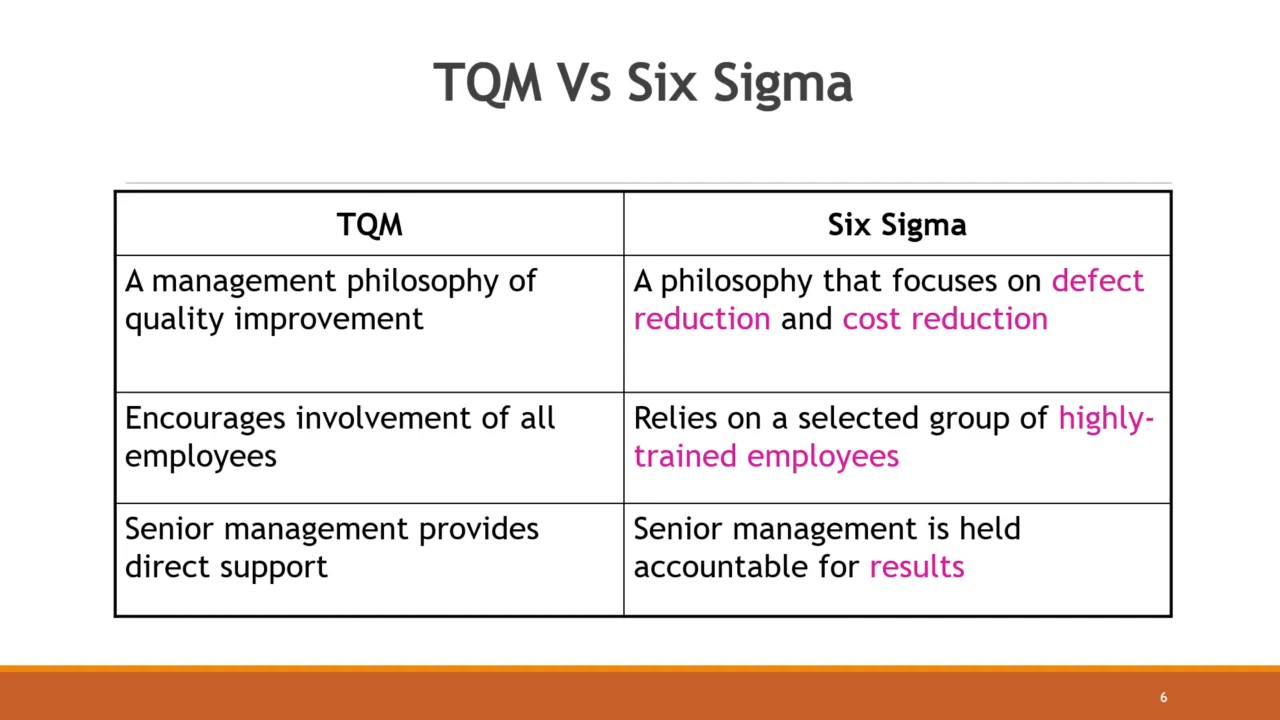 TQM Vs Six Sigma
TQM
Six Sigma
A management philosophy of
quality improvement
A philosophy that focuses on defect
reduction and cost reduction
Encourages involvement of all
employees
Relies on a selected group of highly-
trained employees
Senior management provides
direct support
Senior management is held
accountable for results
6